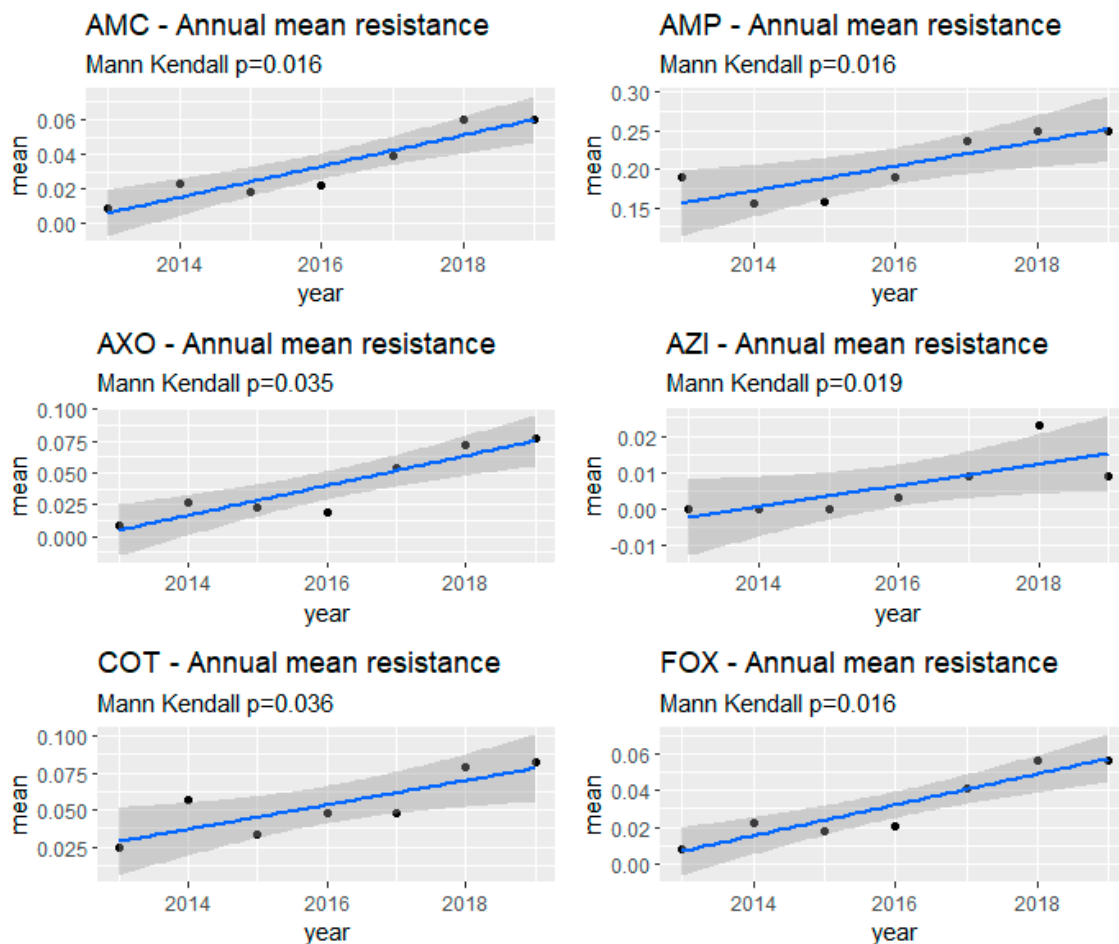 AMC - Annual mean resistance
Mann Kendall p=0.016
0.06
0.04
0.02
0.00
mean
2014 2016 2018
year
AMP - Annual mean resistance
Mann Kendall p=0.016
0.30
0.25
0.20
0.15
mean
2014 2016 2018
year
AXO - Annual mean resistance
Mann Kendall p=0.035
0.100
0.075
0.050
0.025
0.000
mean
2014 2016 2018
year
AZI - Annual mean resistance
Mann Kendall p=0.019
0.02
0.01
0.00
-0.01
mean
2014 2016 2018
year
COT - Annual mean resistance
Mann Kendall p=0.036
0.100
0.075
0.050
0.025
mean
2014 2016 2018
year
FOX - Annual mean resistance
Mann Kendall p=0.016
0.06
0.04
0.02
0.00
mean
2014 2016 2018
year